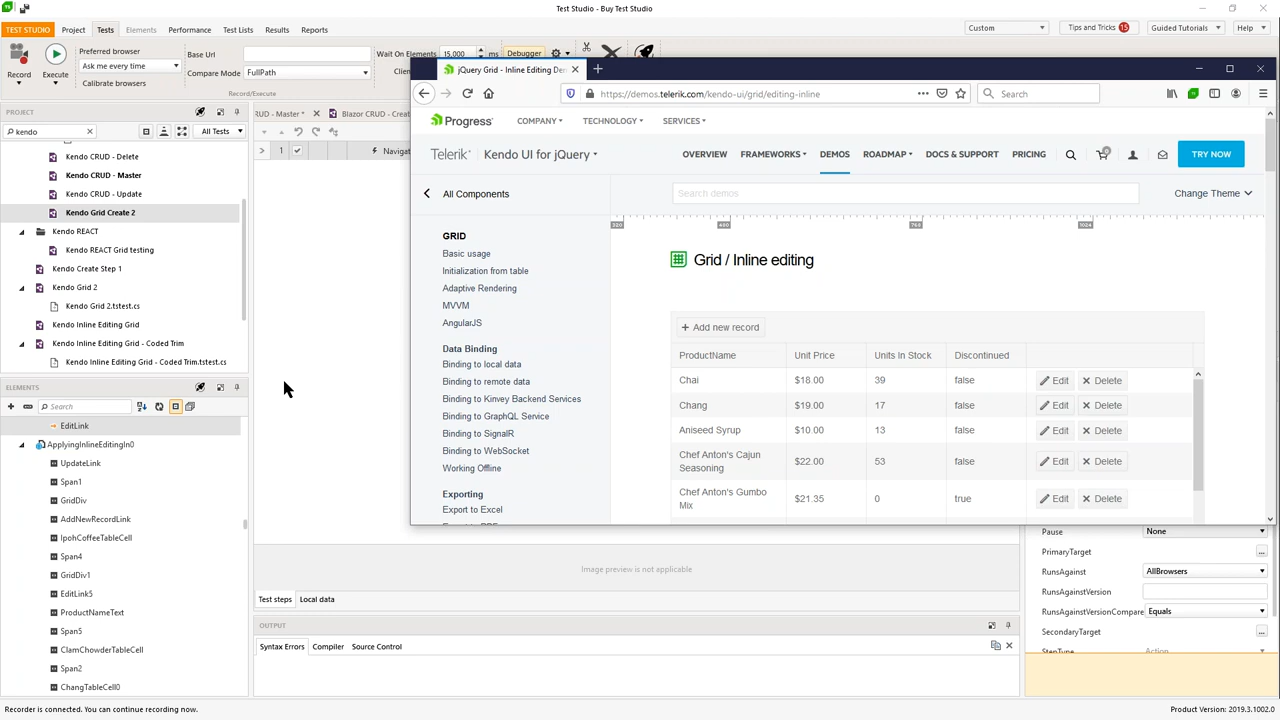 Test Studio - Buy Test Studio
TEST STUDIO Project Tests Elements Performance Test Lists Results Reports
Custom Tips and Tricks 15 Guided Tutorials Help
Record
Execute
Preferred browser
Ask me every time
Calibrate browsers
Base Url
Compare Mode FullPath
Wait On Elements 15,000 ms
Debugger
Record/Execute
PROJECT
kendo
All Tests
Kendo CRUD - Delete
Kendo CRUD - Master
Kendo CRUD - Update
Kendo Grid Create 2
Kendo REACT
Kendo REACT Grid testing
Kendo Create Step 1
Kendo Grid 2
Kendo Grid 2.tstest.cs
Kendo Inline Editing Grid
Kendo Inline Editing Grid - Coded Trim
Kendo Inline Editing Grid - Coded Trim.tstest.cs
ELEMENTS
Search
EditLink
ApplyingInlineEditingIn0
UpdateLink
Span1
GridDiv
AddNewRecordLink
IpohCoffeeTableCell
Span4
GridDiv1
EditLink5
ProductNameText
Span5
ClamChowderTableCell
Span2
ChangTableCell0
RUD - Master *
Blazor CRUD - Creat
1
Navigat
jQuery Grid - Inline Editing De
https://demos.telerik.com/kendo-ui/grid/editing-inline
Search
Progress COMPANY TECHNOLOGY SERVICES
Telerik Kendo UI for jQuery
OVERVIEW FRAMEWORKS DEMOS ROADMAP DOCS & SUPPORT PRICING
TRY NOW
All Components
Search demos
Change Theme
320 480 768 1024
GRID
Basic usage
Initialization from table
Adaptive Rendering
MVVM
AngularJS
Data Binding
Binding to local data
Binding to remote data
Binding to Kinvey Backend Services
Binding to GraphQL Service
Binding to SignalR
Binding to WebSocket
Working Offline
Exporting
Export to Excel
Grid / Inline editing
Add new record
ProductName Unit Price Units In Stock Discontinued
Chai $18.00 39 false Edit Delete
Chang $19.00 17 false Edit Delete
Aniseed Syrup $10.00 13 false Edit Delete
Chef Anton's Cajun
Seasoning $22.00 53 false Edit Delete
Chef Anton's Gumbo
Mix $21.35 0 true Edit Delete
Image preview is not applicable
Test steps Local data
OUTPUT
Syntax Errors Compiler Source Control
Pause None
PrimaryTarget
RunsAgainst AllBrowsers
RunsAgainstVersion
RunsAgainstVersionCompare Equals
SecondaryTarget
StepType Action
Recorder is connected. You can continue recording now.
Product Version: 2019.3.1002.0